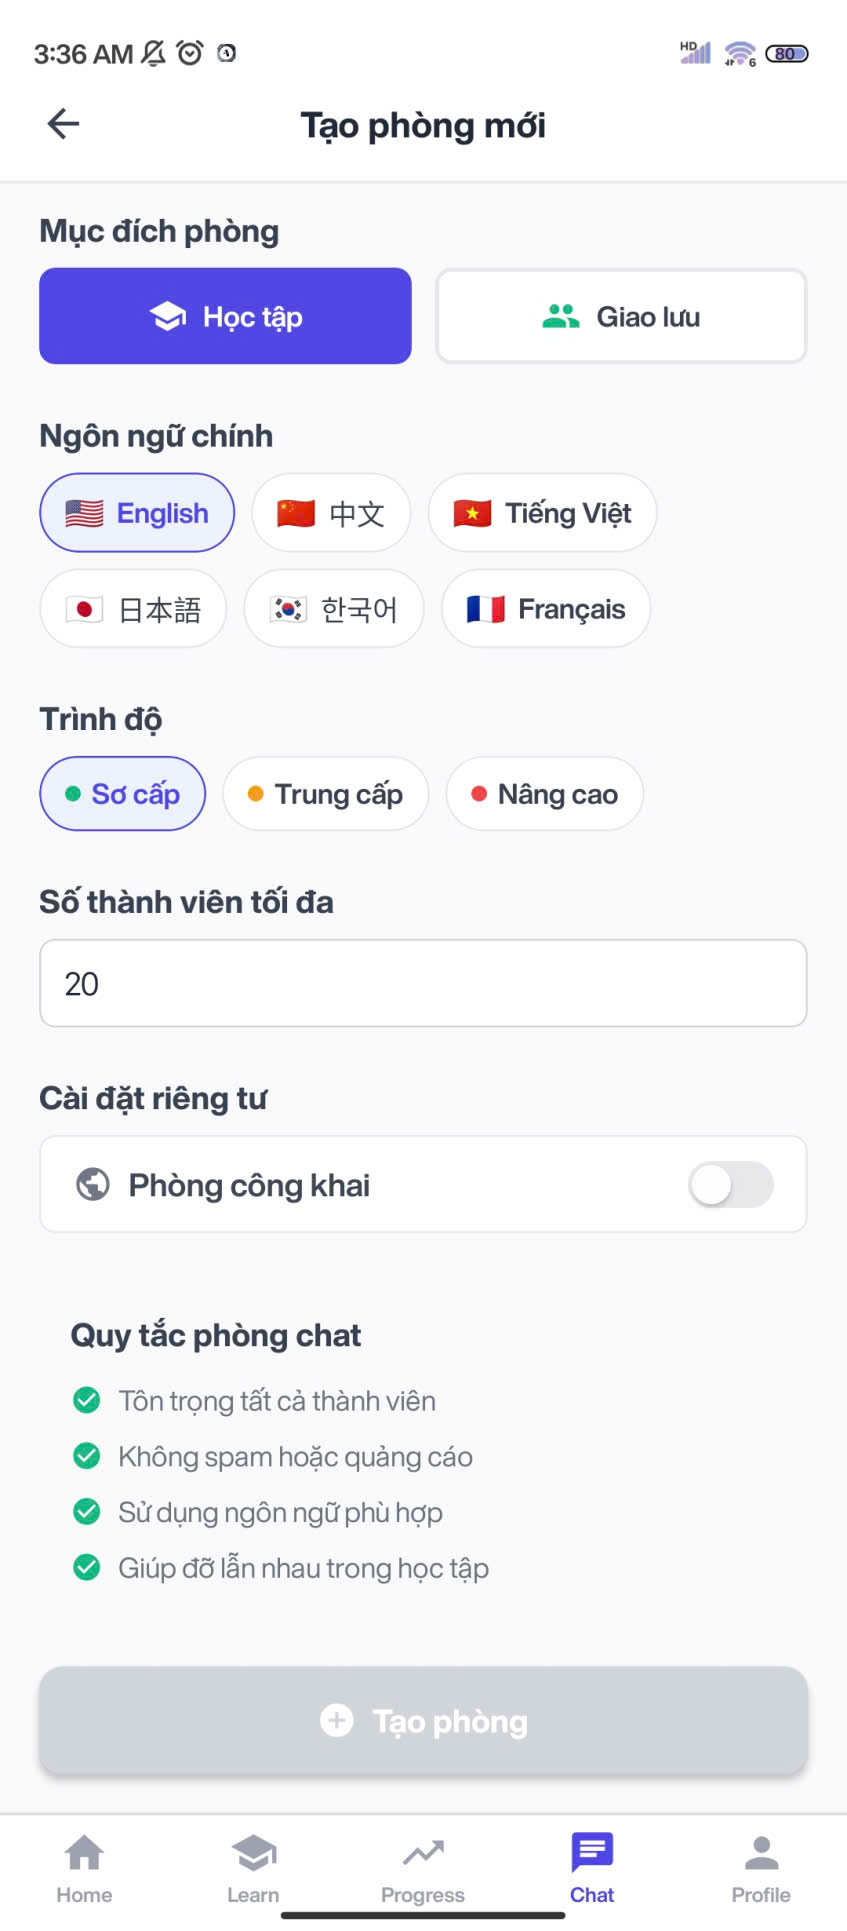 3:36 AM HD 6 80
Tạo phòng mới
Mục đích phòng
Học tập Giao lưu
Ngôn ngữ chính
English 中文 Tiếng Việt
日本語 한국어 Français
Trình độ
Sơ cấp Trung cấp Nâng cao
Số thành viên tối đa
20
Cài đặt riêng tư
Phòng công khai
Quy tắc phòng chat
Tôn trọng tất cả thành viên
Không spam hoặc quảng cáo
Sử dụng ngôn ngữ phù hợp
Giúp đỡ lẫn nhau trong học tập
Tạo phòng
Home Learn Progress Chat Profile